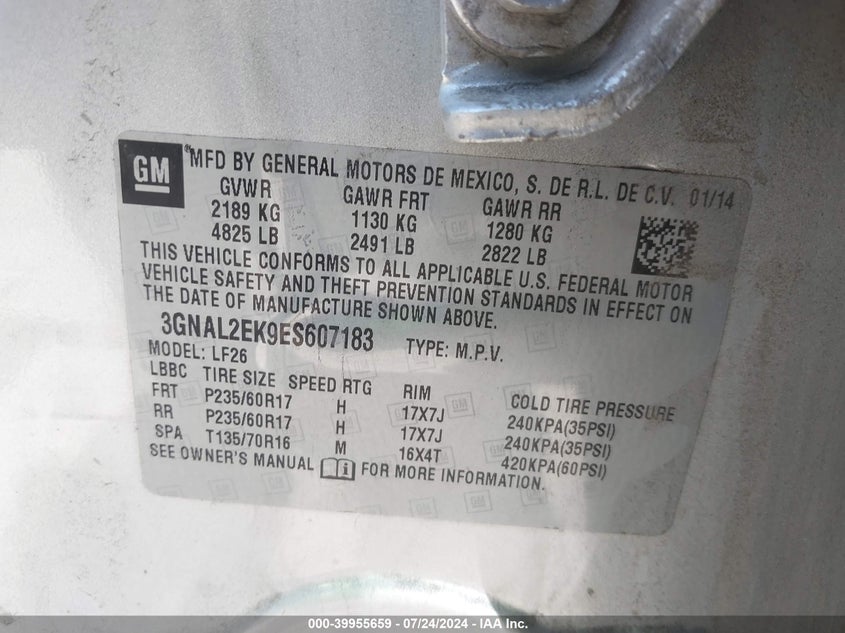 GM
®MFD BY GENERAL MOTORS DE MEXICO, S. DE R.L. DE C.V. 01/14
GVWR GAWR FRT GAWR RR
2189 KG 1130 KG 1280 KG
4825 LB 2491 LB 2822 LB
THIS VEHICLE CONFORMS TO ALL APPLICABLE U.S. FEDERAL MOTOR
VEHICLE SAFETY AND THEFT PREVENTION STANDARDS IN EFFECT ON
THE DATE OF MANUFACTURE SHOWN ABOVE.
3GNAL2EK9ES607183 TYPE: M.P.V.
MODEL: LF26
LBBC TIRE SIZE SPEED RTG RIM COLD TIRE PRESSURE
FRT P235/60R17 H 17X7J 240KPA(35PSI)
RR P235/60R17 H 17X7J 240KPA(35PSI)
SPA T135/70R16 M 16X4T 420KPA(60PSI)
SEE OWNER'S MANUAL FOR MORE INFORMATION.
000-39955659 / 07/24/2024 - IAA Inc.